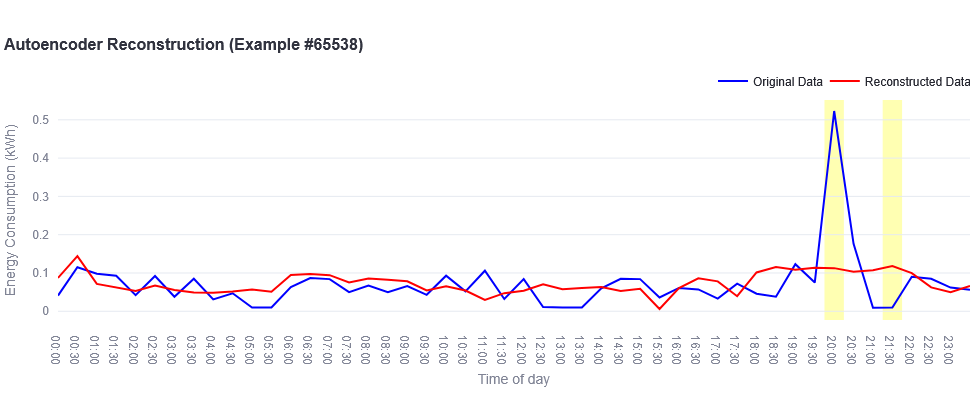 Autoencoder Reconstruction (Example #65538)
Original Data
Reconstructed Data
Energy Consumption (kWh)
0.5
0.4
0.3
0.2
0.1
0
00:00 00:30 01:00 01:30 02:00 02:30 03:00 03:30 04:00 04:30 05:00 05:30 06:00 06:30 07:00 07:30 08:00 08:30 09:00 09:30 10:00 10:30 11:00 11:30 12:00 12:30 13:00 13:30 14:00 14:30 15:00 15:30 16:00 16:30 17:00 17:30 18:00 18:30 19:00 19:30 20:00 20:30 21:00 21:30 22:00 22:30 23:00
Time of day